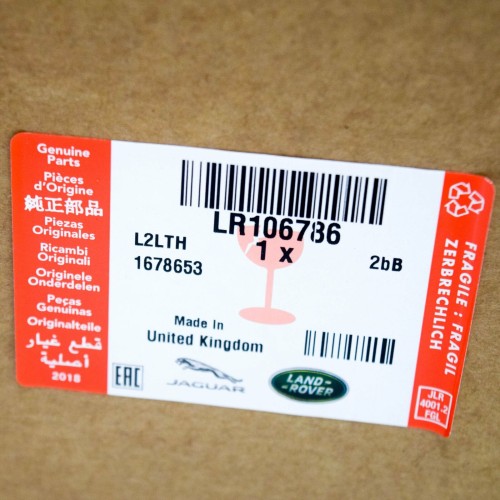 Genuine
Parts
Pièces
d'Origine
純正部品
Piezas
Originales
Ricambi
Originali
Originele
Onderdelen
Peças
Genuinas
Originalteile
قطع غيار
أصلية
2018
LR106786
1 x
L2LTH
1678653
2bB
Made In
United Kingdom
EAC
JAGUAR
LAND-
-ROVER
FRAGILE : FRAGIL
ZERBRECHLICH
JLR
4001.2
FGL